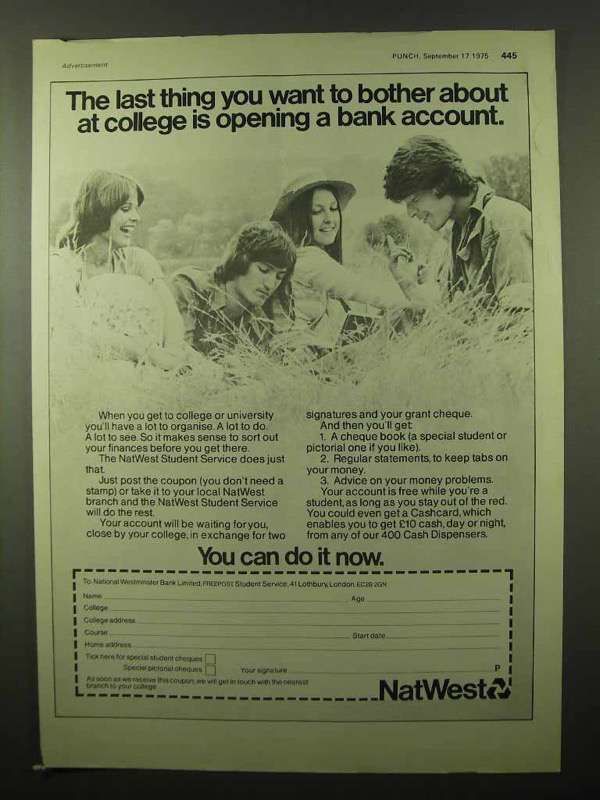 Advertisement
PUNCH, September 17 1975 445
The last thing you want to bother about
at college is opening a bank account.
When you get to college or university
you'll have a lot to organise. A lot to do.
A lot to see. So it makes sense to sort out
your finances before you get there.
The NatWest Student Service does just
that.
Just post the coupon (you don't need a
stamp) or take it to your local NatWest
branch and the NatWest Student Service
will do the rest.
Your account will be waiting for you,
close by your college, in exchange for two
signatures and your grant cheque.
And then you'll get:
1. A cheque book (a special student or
pictorial one if you like).
2. Regular statements, to keep tabs on
your money.
3. Advice on your money problems.
Your account is free while you're a
student, as long as you stay out of the red.
You could even get a Cashcard, which
enables you to get £10 cash, day or night,
from any of our 400 Cash Dispensers.
You can do it now.
To: National Westminster Bank Limited, FREEPOST Student Service, 41 Lothbury, London EC2B 2GN
Name Age
College
College address
Course Start date
Home address
Tick here for special student cheques
Special pictorial cheques Your signature P
As soon as we receive this coupon, we will get in touch with the nearest
branch to your college
NatWest